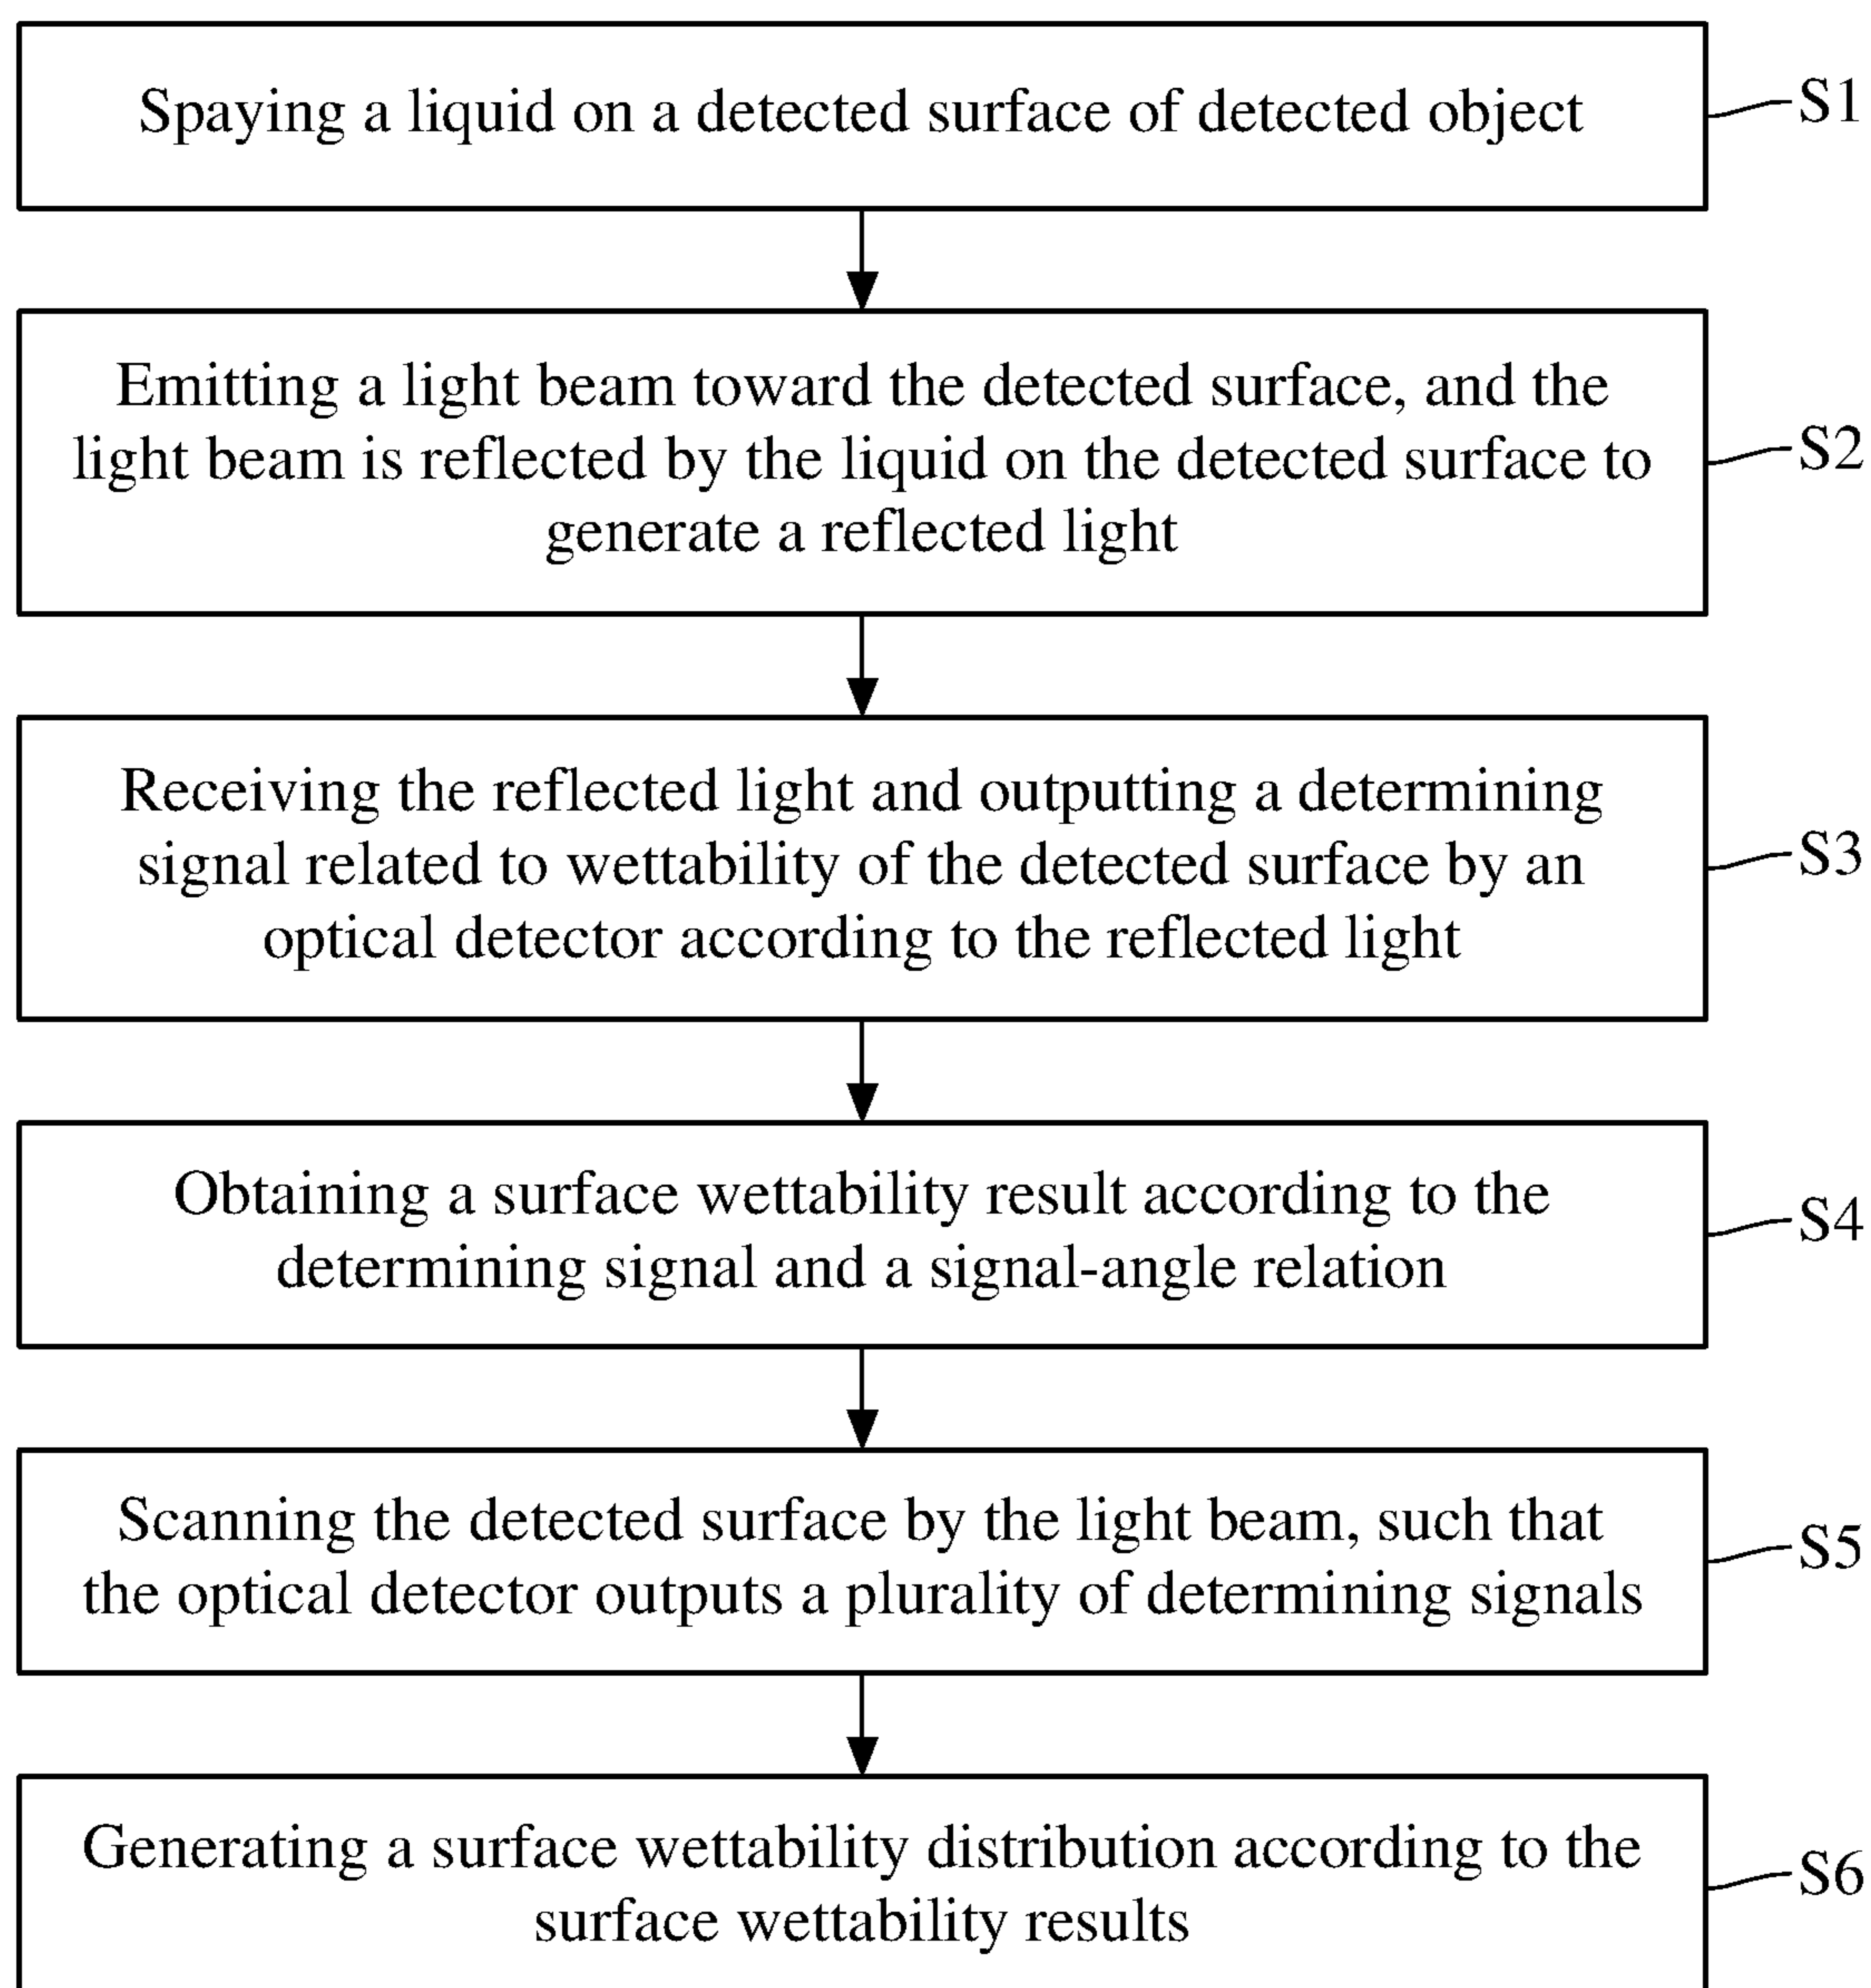 Spaying a liquid on a detected surface of detected object
S1
Emitting a light beam toward the detected surface, and the
light beam is reflected by the liquid on the detected surface to
generate a reflected light
S2
Receiving the reflected light and outputting a determining
signal related to wettability of the detected surface by an
optical detector according to the reflected light
S3
Obtaining a surface wettability result according to the
determining signal and a signal-angle relation
S4
Scanning the detected surface by the light beam, such that
the optical detector outputs a plurality of determining signals
S5
Generating a surface wettability distribution according to the
surface wettability results
S6